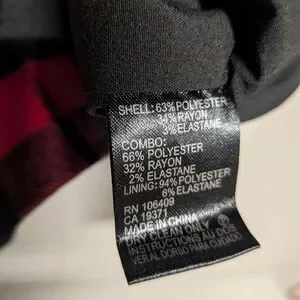 SHELL: 63% POLYESTER
34% RAYON
3% ELASTANE
COMBO:
66% POLYESTER
32% RAYON
2% ELASTANE
LINING: 94% POLYESTER
6% ELASTANE
RN 106409
CA 19371
MADE IN CHINA
DRY CLEAN ONLY
INSTRUCTIONS AU DOS
VER AL DORSO PARA CUIDADO